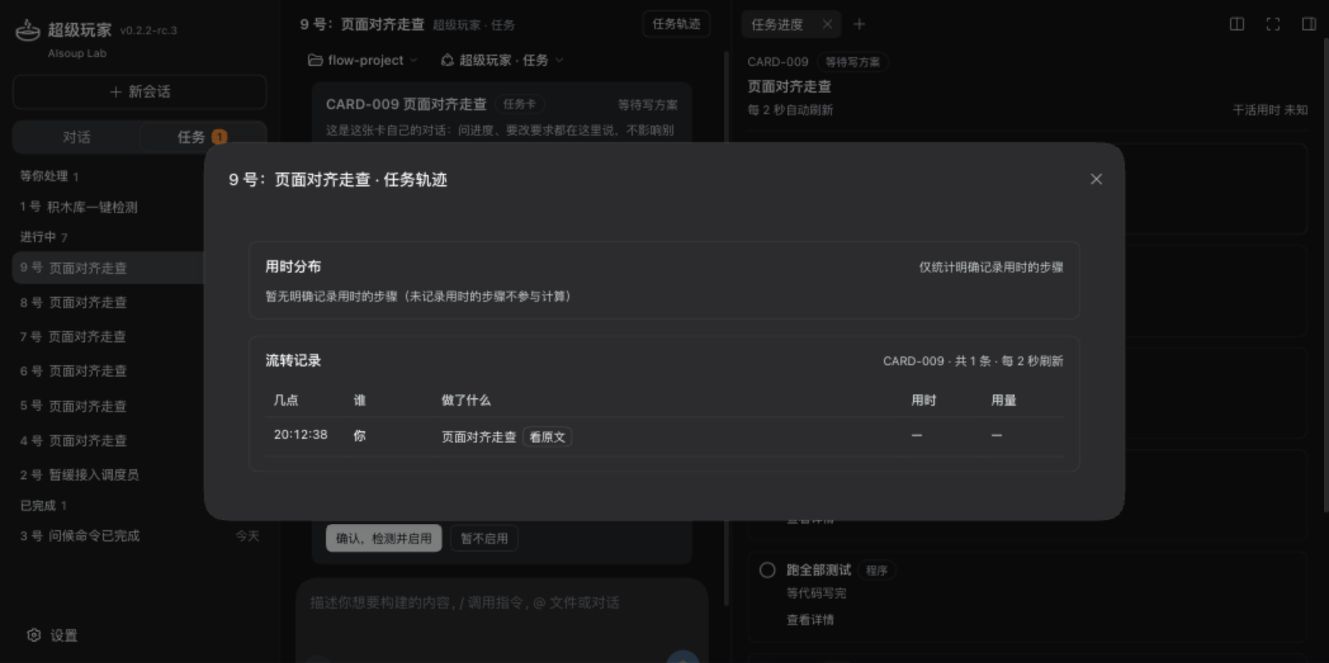 超级玩家 v0.2.2-rc.3
AIsoup Lab
新会话
对话
任务 1
等你处理 1
1 号 积木库一键检测
进行中 7
9 号 页面对齐走查
8 号 页面对齐走查
7 号 页面对齐走查
6 号 页面对齐走查
5 号 页面对齐走查
4 号 页面对齐走查
2 号 暂缓接入调度员
已完成 1
3 号 问候命令已完成 今天
设置
9 号：页面对齐走查 超级玩家 · 任务 任务轨迹
flow-project 超级玩家 · 任务
CARD-009 页面对齐走查 任务卡 等待写方案
这是这张卡自己的对话：问进度、要改要求都在这里说，不影响别
9 号：页面对齐走查 · 任务轨迹
用时分布 仅统计明确记录用时的步骤
暂无明确记录用时的步骤（未记录用时的步骤不参与计算）
流转记录 CARD-009 · 共 1 条 · 每 2 秒刷新
几点 谁 做了什么 用时 用量
20:12:38 你 页面对齐走查 看原文 — —
确认，检测并启用 暂不启用
描述你想要构建的内容, / 调用指令, @ 文件或对话
任务进度
CARD-009 等待写方案
页面对齐走查
每 2 秒自动刷新 干活用时 未知
查看详情
跑全部测试 程序
等代码写完
查看详情